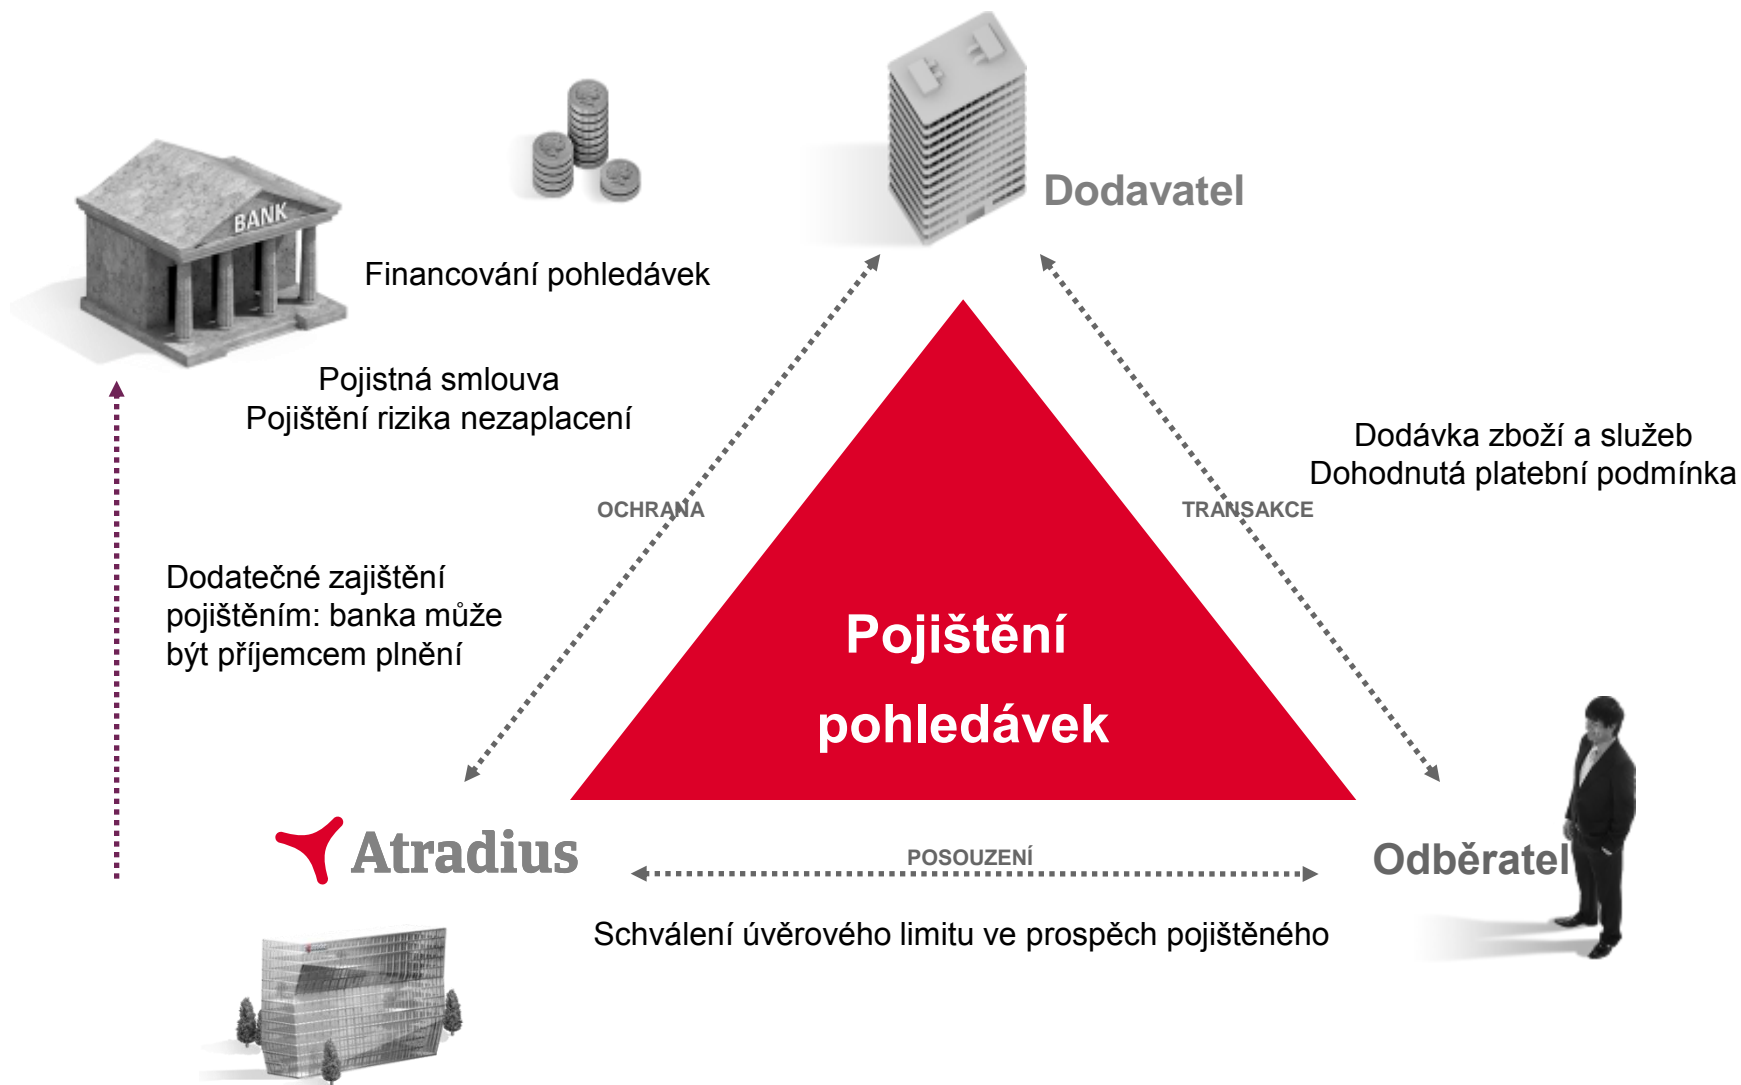 Dodavatel
BANK
Financování pohledávek
Pojistná smlouva
Pojištění rizika nezaplacení
Dodávka zboží a služeb
Dohodnutá platební podmínka
OCHRANA
TRANSAKCE
Dodatečné zajištění
pojištěním: banka může
být příjemcem plnění
Pojištění
pohledávek
Atradius
POSOUZENÍ
Odběratel
Schválení úvěrového limitu ve prospěch pojištěného